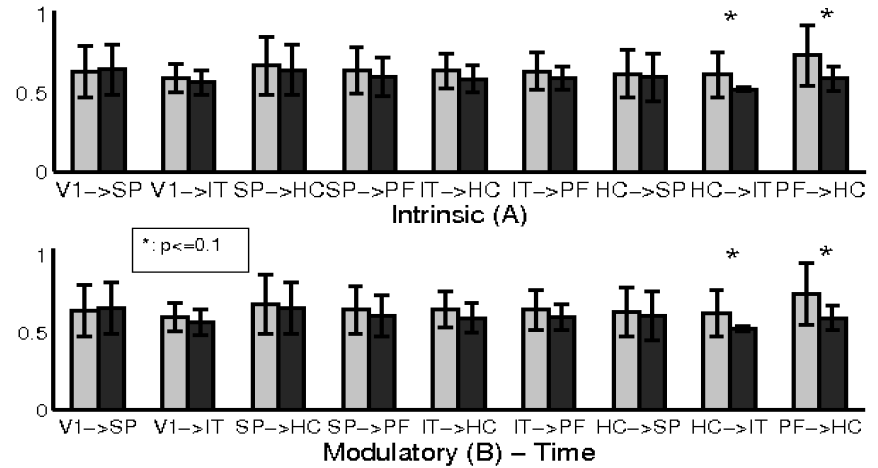 1
* *
0.5
0
V1->SP V1->IT SP->HC SP->PF IT->HC IT->PF HC->SP HC->IT PF->HC
Intrinsic (A)
1
*: p<=0.1
* *
0.5
0
V1->SP V1->IT SP->HC SP->PF IT->HC IT->PF HC->SP HC->IT PF->HC
Modulatory (B) – Time